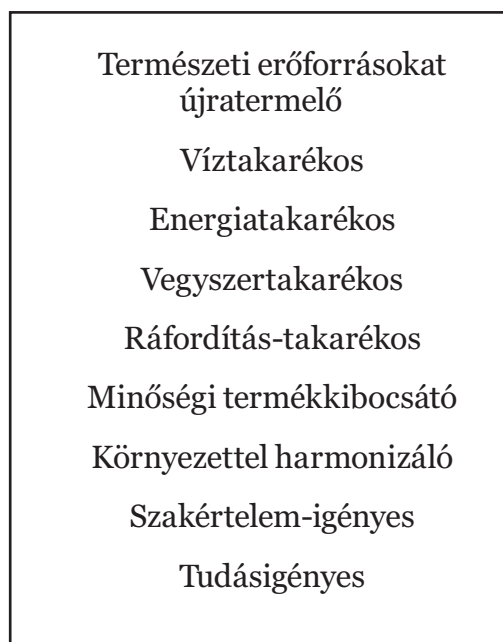 Természeti erőforrásokat
újratermelő
Víztakarékos
Energiatakarékos
Vegyszertakarékos
Ráfordítás-takarékos
Minőségi termékkibocsátó
Környezettel harmonizáló
Szakértelem-igényes
Tudásigényes